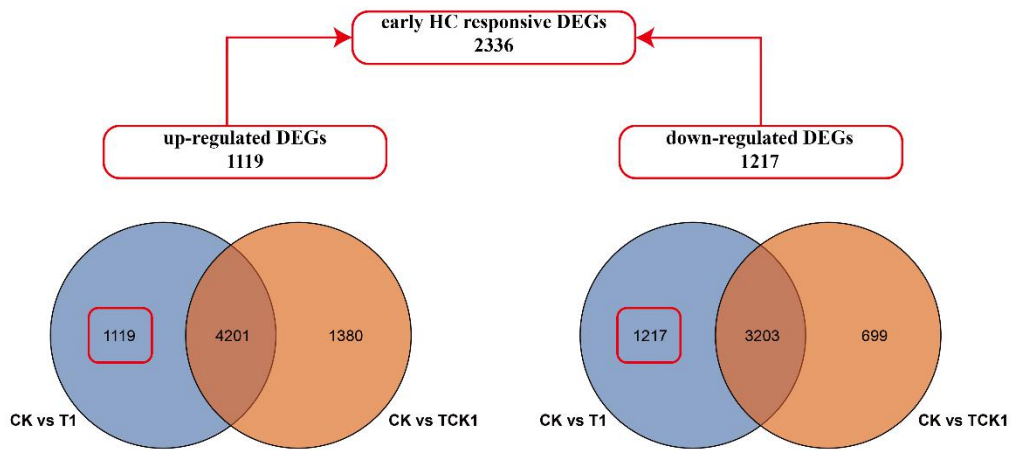 early HC responsive DEGs
2336
up-regulated DEGs
1119
down-regulated DEGs
1217
1119
4201
1380
CK vs T1
CK vs TCK1
1217
3203
699
CK vs T1
CK vs TCK1